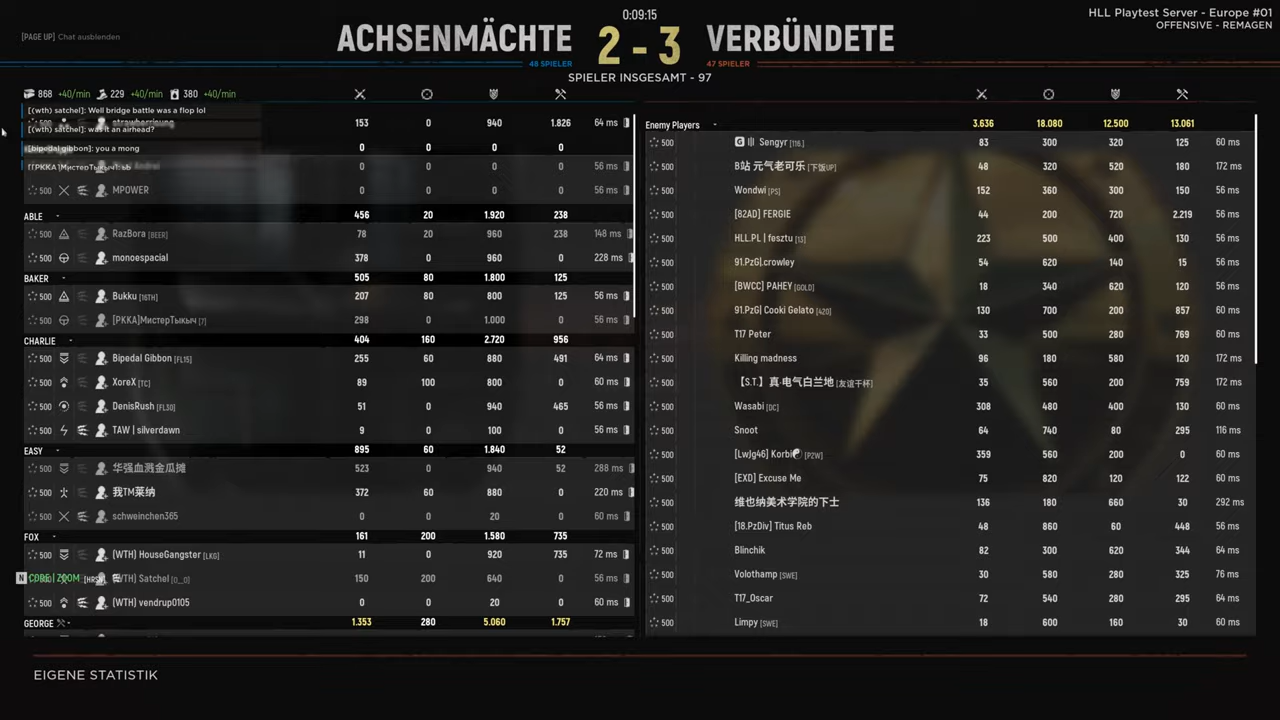 [PAGE UP] Chat ausblenden
0:09:15
ACHSENMÄCHTE 2 - 3 VERBÜNDETE
48 SPIELER 47 SPIELER
SPIELER INSGESAMT - 97
HLL Playtest Server - Europe #01
OFFENSIVE - REMAGEN
868 +40/min 229 +40/min 380 +40/min
[(wth) satchel]: Well bridge battle was a flop lol
500 strawberrisung 153 0 940 1.826 64 ms
[(wth) satchel]: was it an airhead?
[bipedal gibbon]: you a mong
0 0 0 0
[[РККА]МистерТыкыч]: bb
0 0 0 0 56 ms
500 MPOWER 0 0 0 0 56 ms
ABLE 456 20 1.920 238
500 RazBora [BEER] 78 20 960 238 148 ms
500 monoespacial 378 0 960 0 228 ms
BAKER 505 80 1.800 125
500 Bukku [16TH] 207 80 800 125 56 ms
500 [РККА]МистерТыкыч [7] 298 0 1.000 0 56 ms
CHARLIE 404 160 2.720 956
500 Bipedal Gibbon [FL15] 255 60 880 491 64 ms
500 XoreX [TC] 89 100 800 0 60 ms
500 DenisRush [FL30] 51 0 940 465 56 ms
500 TAW | silverdawn 9 0 100 0 56 ms
EASY 895 60 1.840 52
500 华强血溅金瓜摊 523 0 940 52 288 ms
500 我TM莱纳 372 60 880 0 220 ms
500 schweinchen365 0 0 20 0 60 ms
FOX 161 200 1.580 735
500 (WTH) HouseGangster [LKG] 11 0 920 735 72 ms
N CODE|ZOOM [HRSH] (WTH) Satchel [O_O] 150 200 640 0 56 ms
500 (WTH) vendrup0105 0 0 20 0 60 ms
GEORGE 1.353 280 5.060 1.757
Enemy Players 3.636 18.080 12.500 13.061
500 Sengyr [116.] 83 300 320 125 60 ms
500 B站 元气老可乐 [下饭UP] 48 320 520 180 172 ms
500 Wondwi [PS] 152 360 300 150 56 ms
500 [82AD] FERGIE 44 200 720 2.219 56 ms
500 HLL.PL | fesztu [13] 223 500 400 130 56 ms
500 91.PzG|.crowley 54 620 140 15 56 ms
500 [BWCC] PAHEY [GOLD] 18 340 620 120 56 ms
500 91.PzG| Cooki Gelato [420] 130 700 200 857 60 ms
500 T17 Peter 33 500 280 769 60 ms
500 Killing madness 96 180 580 120 172 ms
500 【S.T.】真·电气白兰地 [友谊干杯] 35 560 200 759 172 ms
500 Wasabi [DC] 308 480 400 130 60 ms
500 Snoot 64 740 80 295 116 ms
500 [LwJg46] Korbi☯ [P2W] 359 560 200 0 60 ms
500 [EXD] Excuse Me 75 820 120 122 60 ms
500 维也纳美术学院的下士 136 180 660 30 292 ms
500 [18.PzDiv] Titus Reb 48 860 60 448 56 ms
500 Blinchik 82 300 620 344 64 ms
500 Volothamp [SWE] 30 580 280 325 76 ms
500 T17_Oscar 72 540 280 295 64 ms
500 Limpy [SWE] 18 600 160 30 60 ms
EIGENE STATISTIK